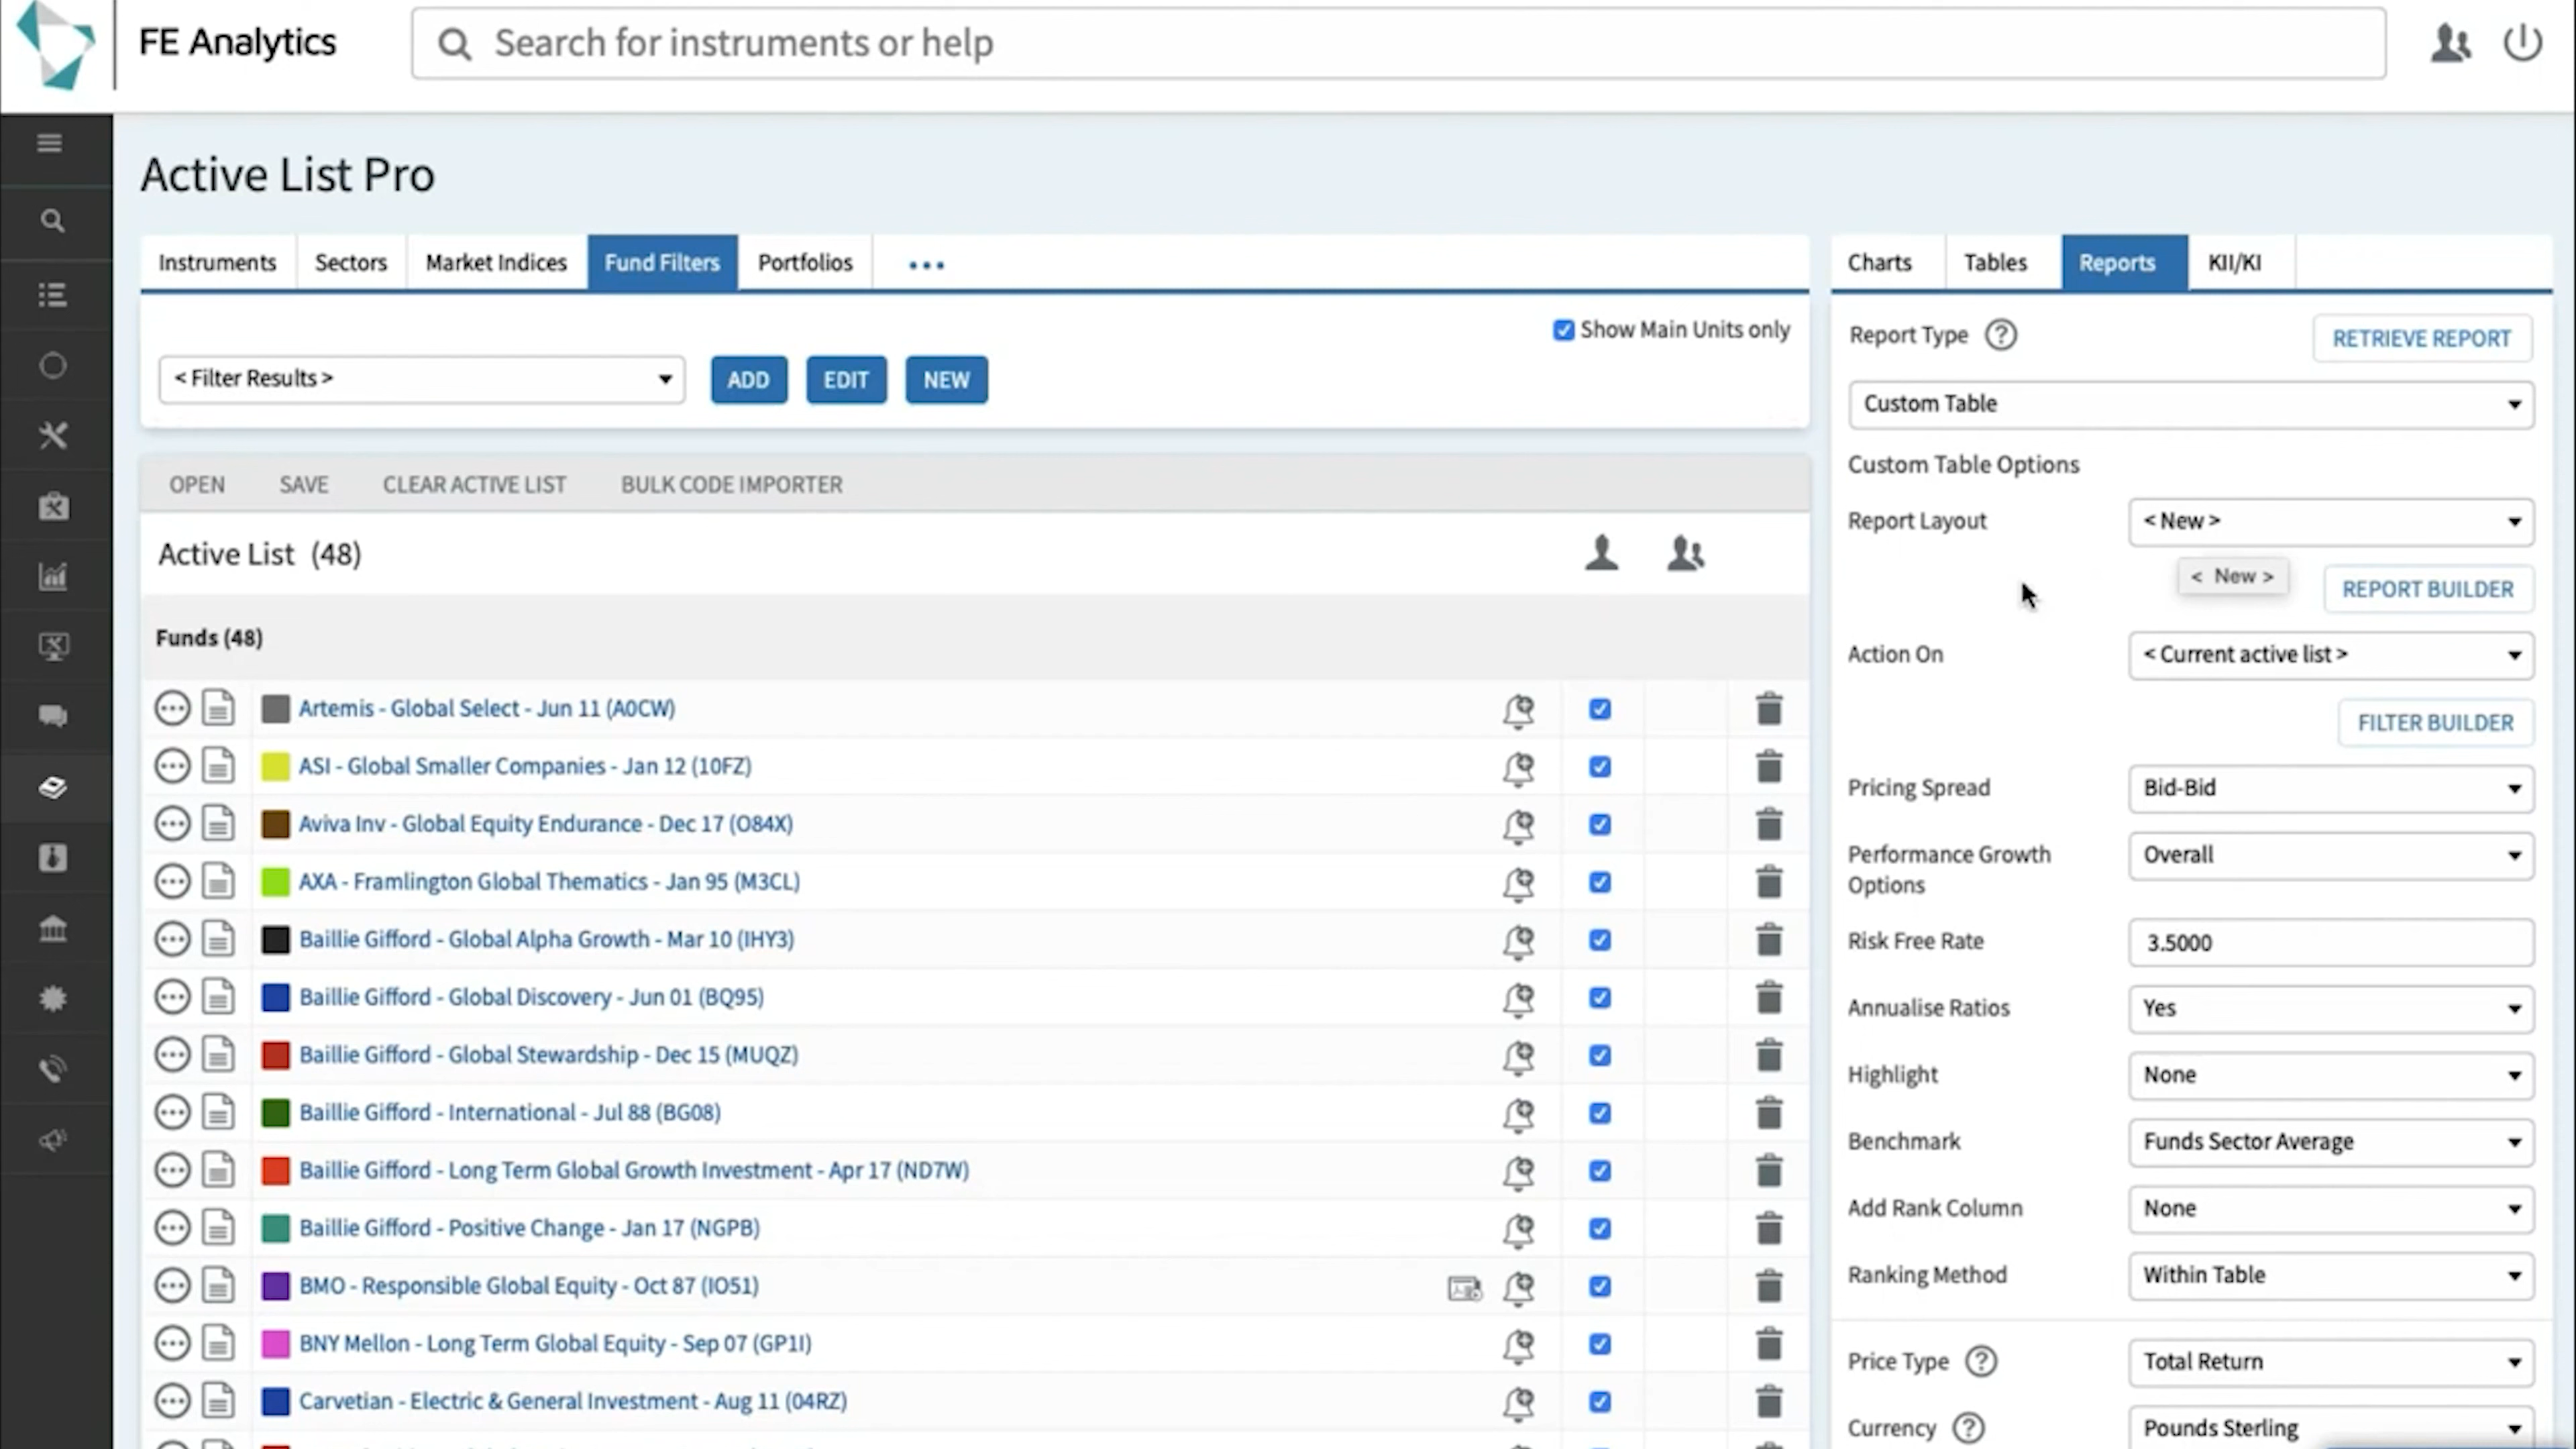 FE Analytics
Search for instruments or help
Active List Pro
Instruments
Sectors
Market Indices
Fund Filters
Portfolios
Show Main Units only
< Filter Results >
ADD
EDIT
NEW
OPEN
SAVE
CLEAR ACTIVE LIST
BULK CODE IMPORTER
Active List (48)
Funds (48)
Artemis - Global Select - Jun 11 (A0CW)
ASI - Global Smaller Companies - Jan 12 (10FZ)
Aviva Inv - Global Equity Endurance - Dec 17 (O84X)
AXA - Framlington Global Thematics - Jan 95 (M3CL)
Baillie Gifford - Global Alpha Growth - Mar 10 (IHY3)
Baillie Gifford - Global Discovery - Jun 01 (BQ95)
Baillie Gifford - Global Stewardship - Dec 15 (MUQZ)
Baillie Gifford - International - Jul 88 (BG08)
Baillie Gifford - Long Term Global Growth Investment - Apr 17 (ND7W)
Baillie Gifford - Positive Change - Jan 17 (NGPB)
BMO - Responsible Global Equity - Oct 87 (IO51)
BNY Mellon - Long Term Global Equity - Sep 07 (GP1I)
Carvetian - Electric & General Investment - Aug 11 (04RZ)
Charts
Tables
Reports
KII/KI
Report Type ?
RETRIEVE REPORT
Custom Table
Custom Table Options
Report Layout
< New >
< New >
REPORT BUILDER
Action On
< Current active list >
FILTER BUILDER
Pricing Spread
Bid-Bid
Performance Growth
Options
Overall
Risk Free Rate
3.5000
Annualise Ratios
Yes
Highlight
None
Benchmark
Funds Sector Average
Add Rank Column
None
Ranking Method
Within Table
Price Type ?
Total Return
Currency ?
Pounds Sterling